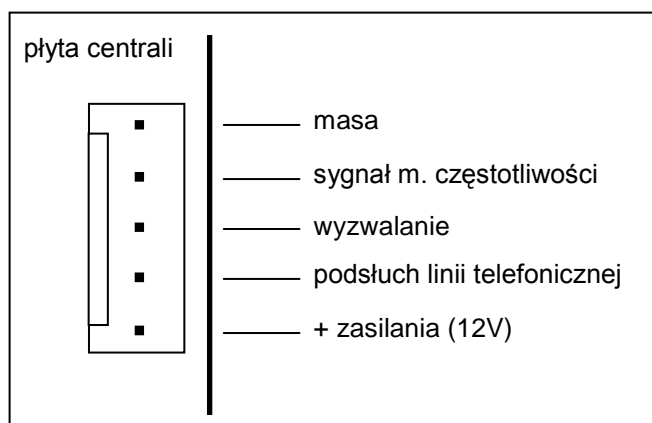 płyta centrali
masa
sygnał m. częstotliwości
wyzwalanie
podsłuch linii telefonicznej
+ zasilania (12V)